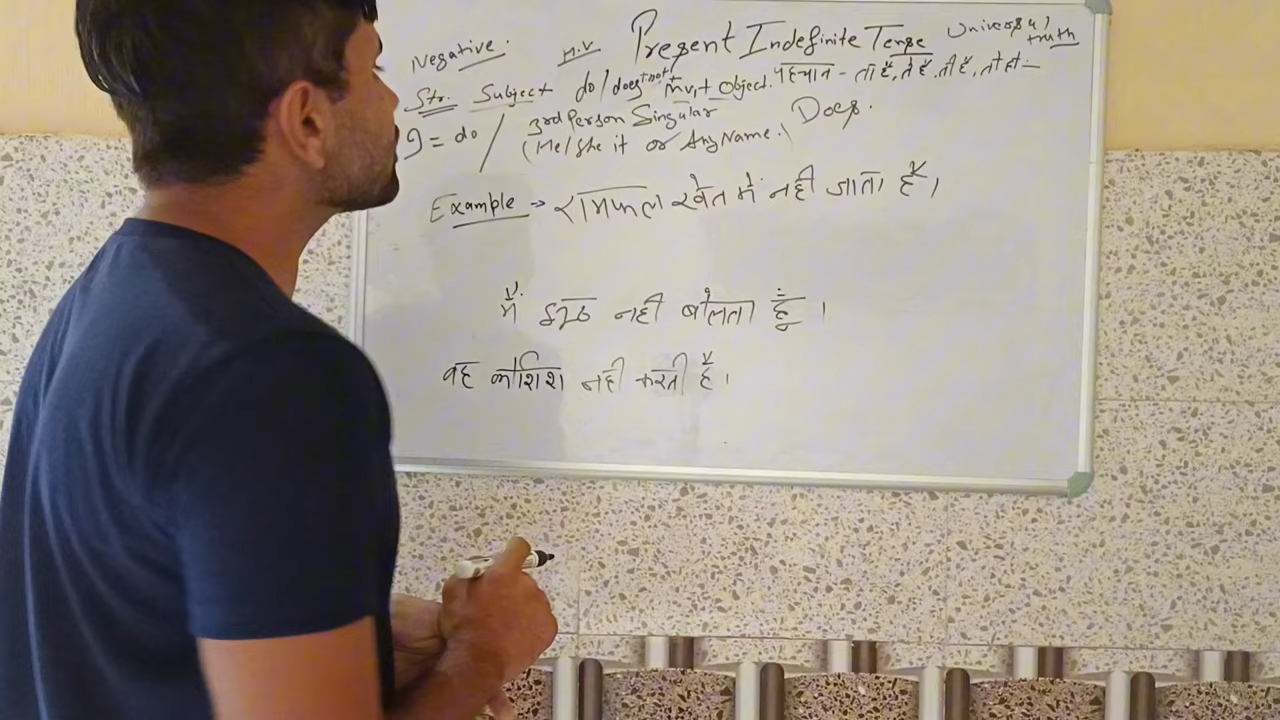 Negative. H.V Present Indefinite Tense Universal truth
Str. Subject do/does+not+mv1+Object. पहचान - ता है, ते हैं, ती है, ता हूँ -
I = do / 3rd Person Singular
(He/She it or Any Name.) Does.
Example → रामफल खेत में नही जाता है।
मैं झूठ नही बोलता हूँ।
वह कोशिश नही करती है।